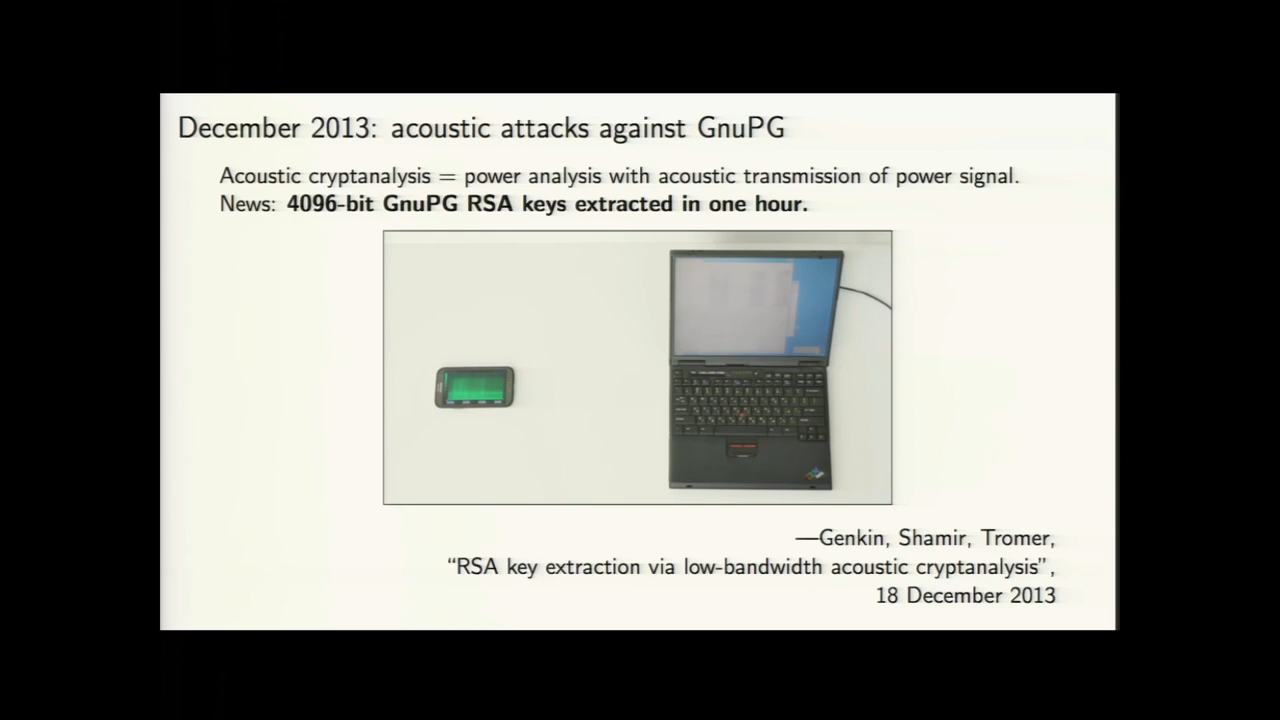 December 2013: acoustic attacks against GnuPG
Acoustic cryptanalysis = power analysis with acoustic transmission of power signal.
News: 4096-bit GnuPG RSA keys extracted in one hour.
—Genkin, Shamir, Tromer,
“RSA key extraction via low-bandwidth acoustic cryptanalysis”,
18 December 2013